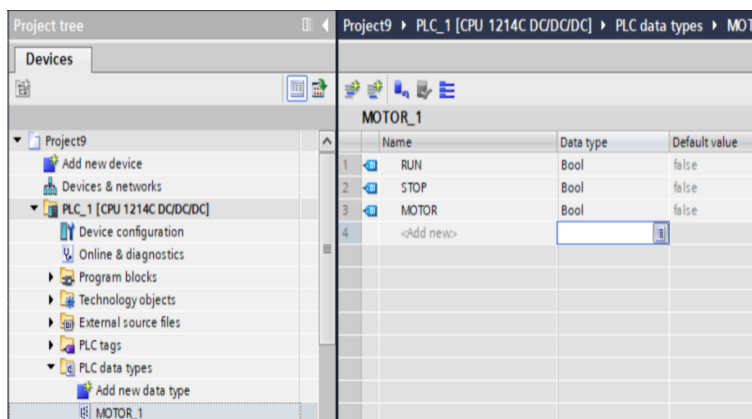 Project tree
Devices
Project9
Add new device
Devices & networks
PLC_1 [CPU 1214C DC/DC/DC]
Device configuration
Online & diagnostics
Program blocks
Technology objects
External source files
PLC tags
PLC data types
Add new data type
MOTOR_1
Project9 PLC_1 [CPU 1214C DC/DC/DC] PLC data types MOT
MOTOR_1
Name Data type Default value
1 RUN Bool false
2 STOP Bool false
3 MOTOR Bool false
4 <Add new>